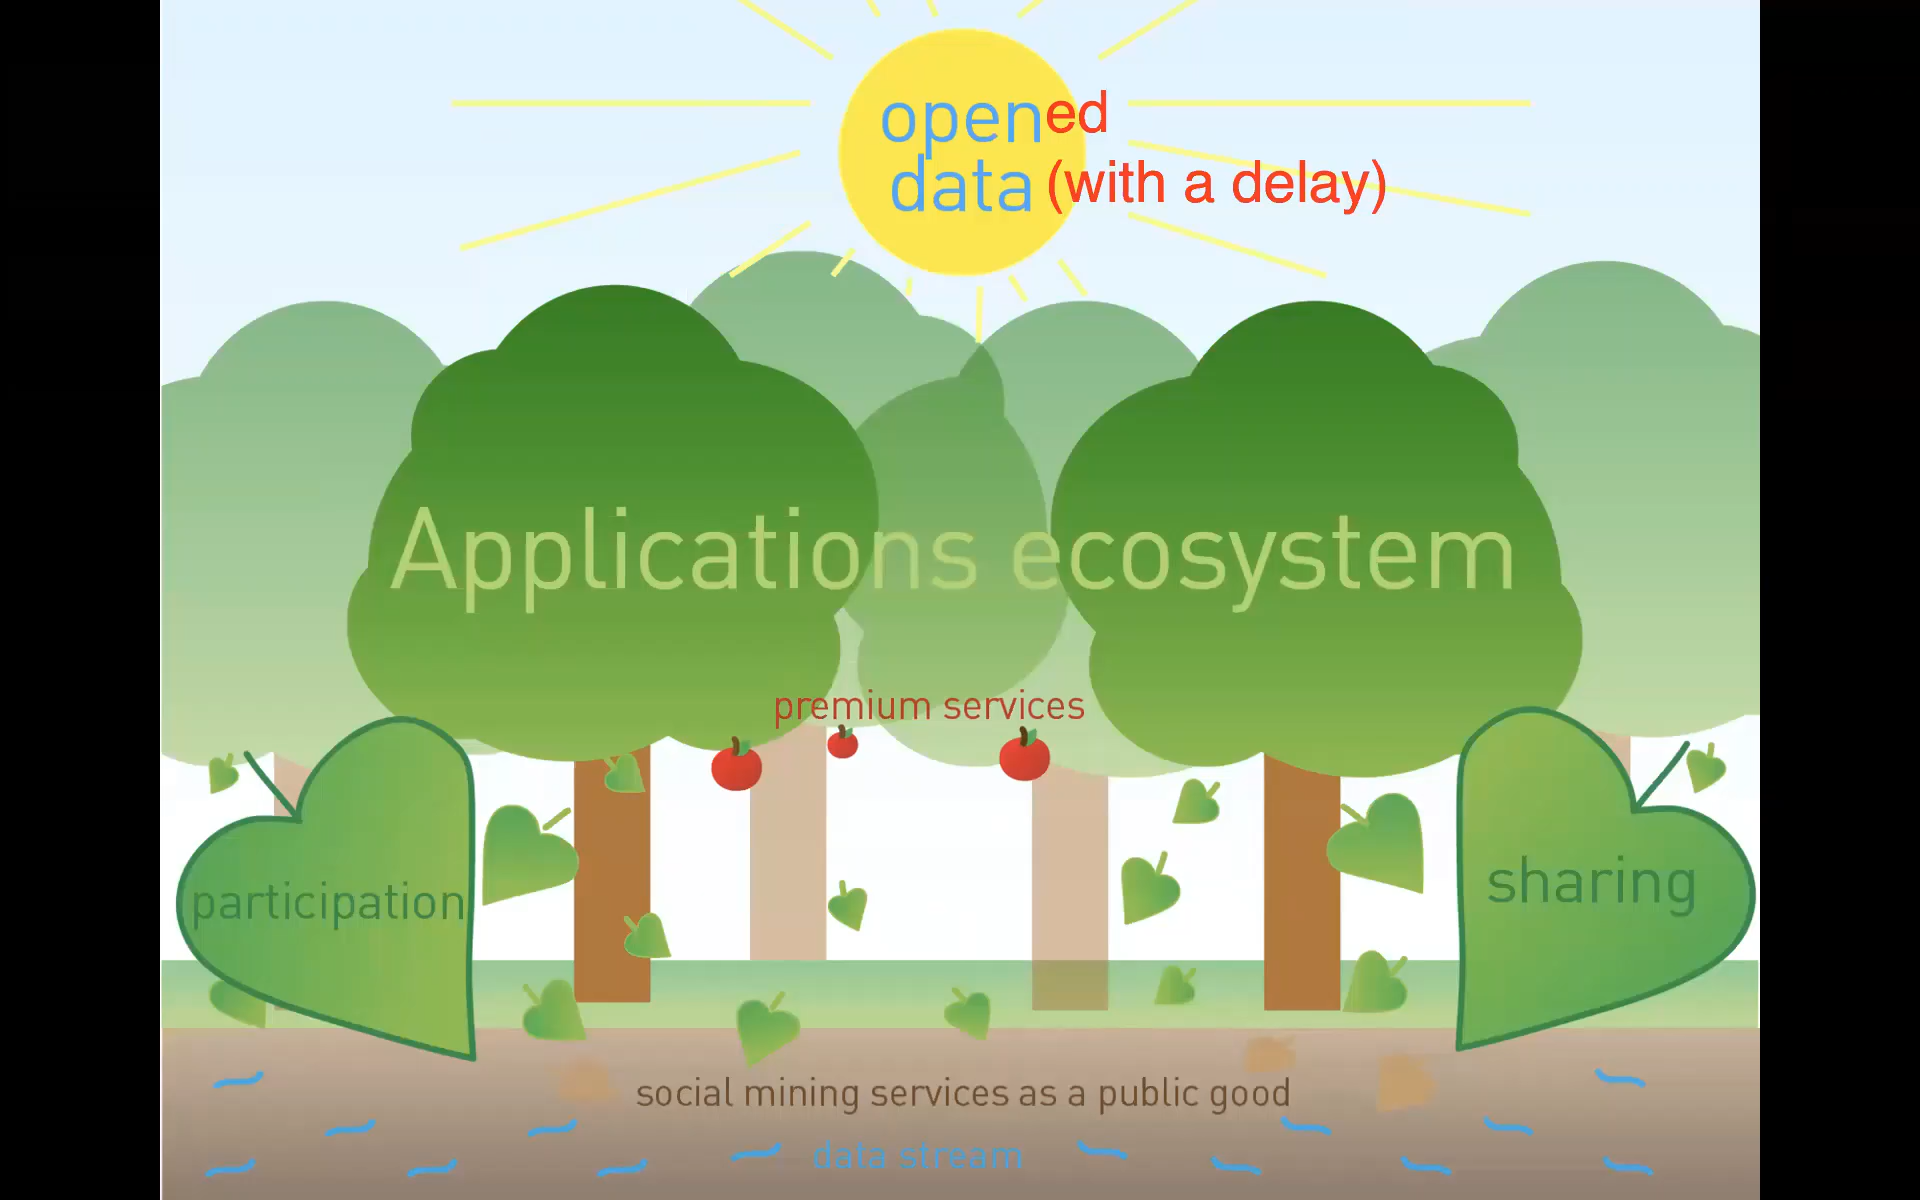 opened
data (with a delay)
Applications ecosystem
premium services
participation
sharing
social mining services as a public good
data stream